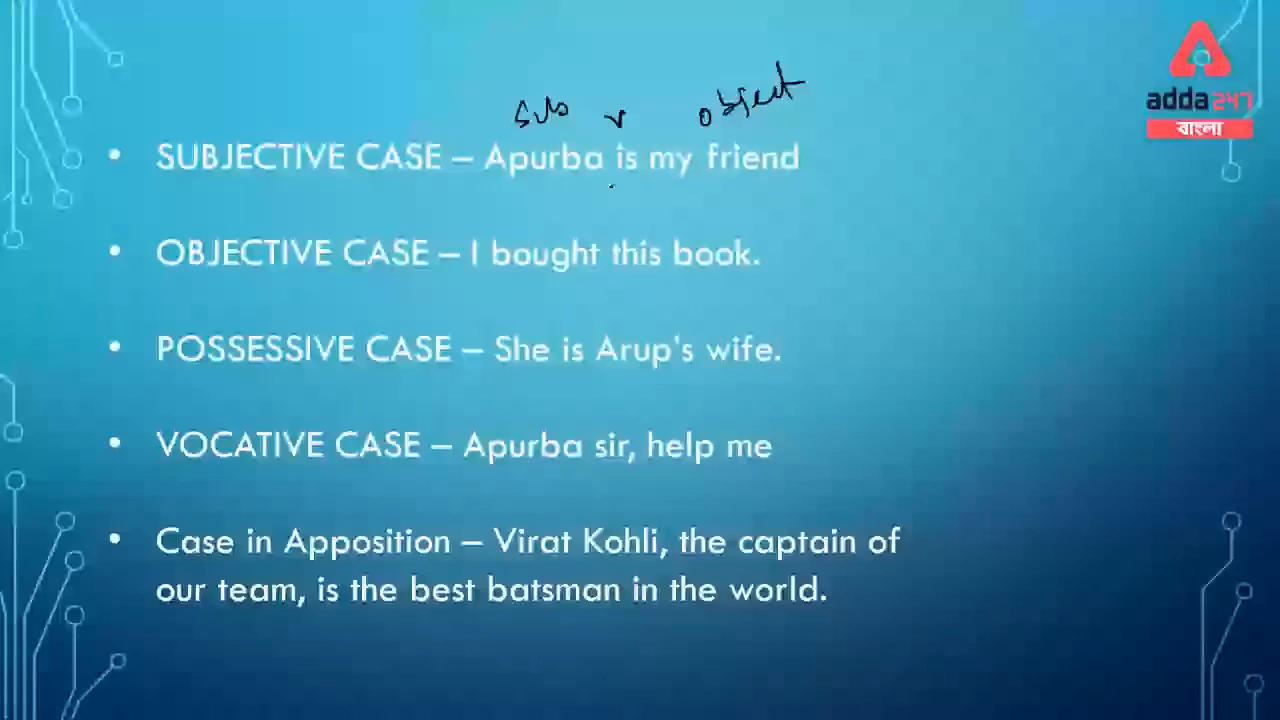 adda247
বাংলা
Sub v object
• SUBJECTIVE CASE – Apurba is my friend
• OBJECTIVE CASE – I bought this book.
• POSSESSIVE CASE – She is Arup's wife.
• VOCATIVE CASE – Apurba sir, help me
• Case in Apposition – Virat Kohli, the captain of
our team, is the best batsman in the world.